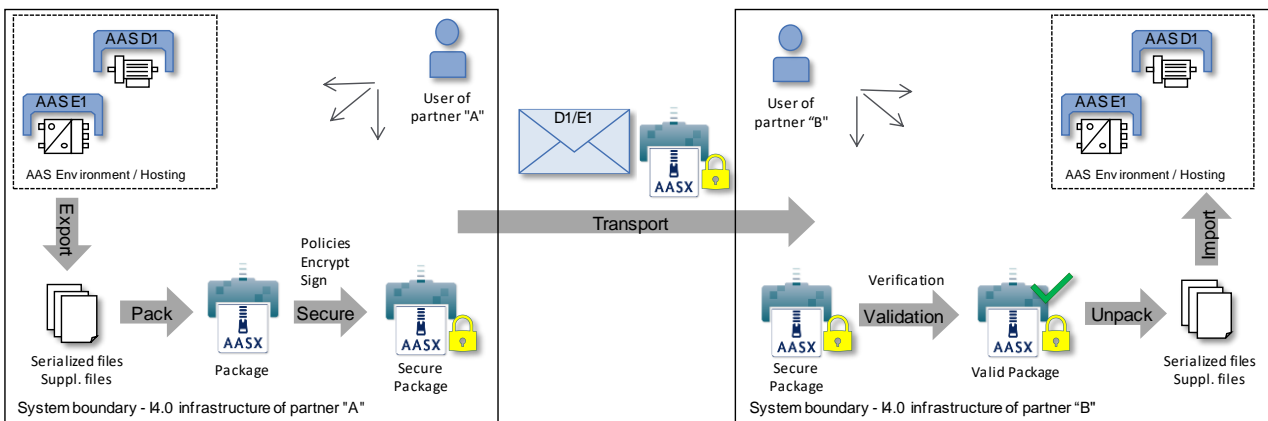 AAS D1
AAS E1
AAS Environment / Hosting
User of
partner "A"
Export
Serialized files
Suppl. files
Pack
AASX
Package
Policies
Encrypt
Sign
Secure
AASX
Secure
Package
System boundary - I4.0 infrastructure of partner "A"
D1/E1
AASX
Transport
User of
partner “B”
AAS D1
AAS E1
AAS Environment / Hosting
Import
AASX
Secure
Package
Verification
Validation
AASX
Valid Package
Unpack
Serialized files
Suppl. files
System boundary - I4.0 infrastructure of partner “B”